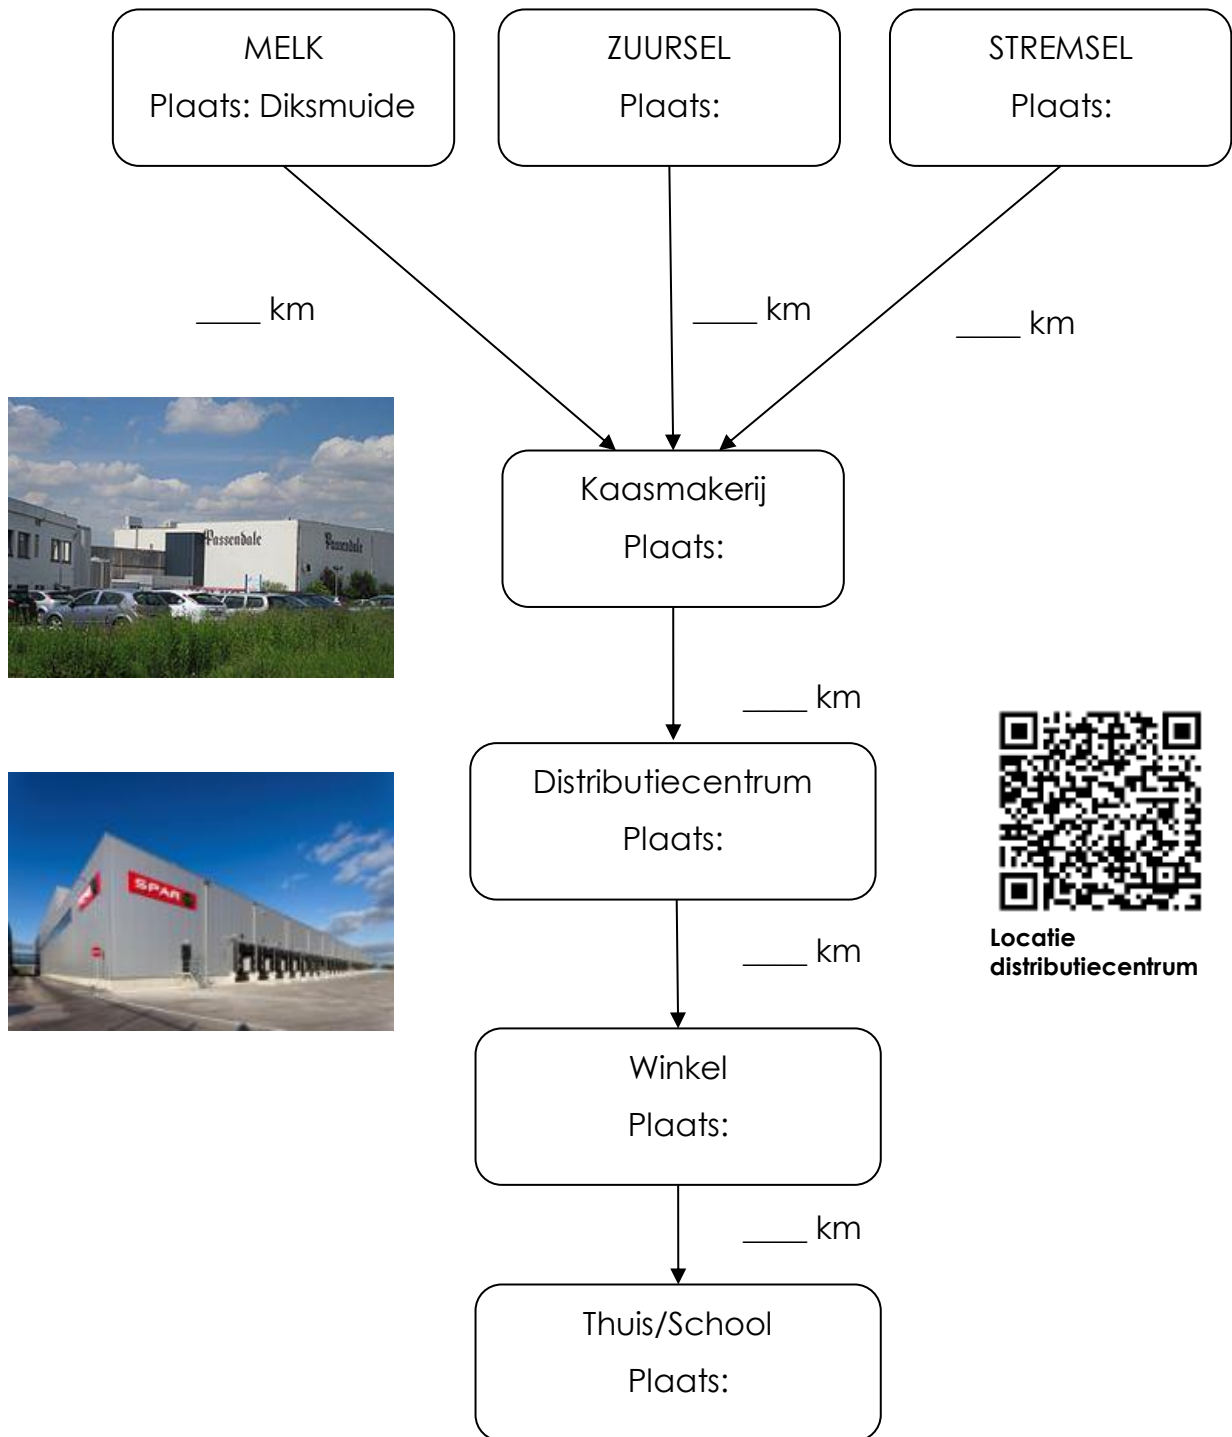 MELK
Plaats: Diksmuide
ZUURSEL
Plaats:
STREMSEL
Plaats:
____ km
____ km
____ km
Passendale
Passendale
Kaasmakerij
Plaats:
____ km
Distributiecentrum
Plaats:
SPAR
Locatie
distributiecentrum
____ km
Winkel
Plaats:
____ km
Thuis/School
Plaats: